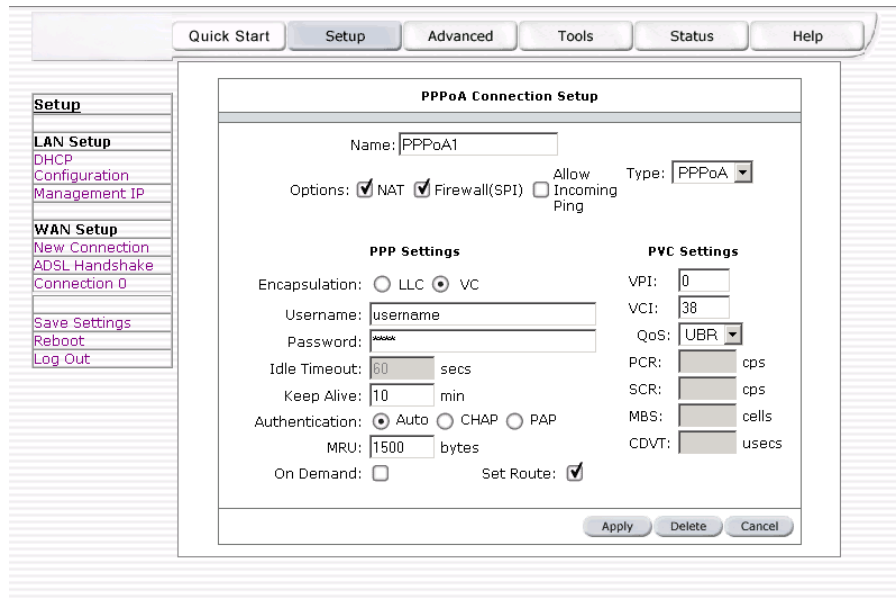 Quick Start Setup Advanced Tools Status Help
Setup
LAN Setup
DHCP
Configuration
Management IP
WAN Setup
New Connection
ADSL Handshake
Connection 0
Save Settings
Reboot
Log Out
PPPoA Connection Setup
Name: PPPoA1
Options: NAT Firewall(SPI) Allow Incoming Ping
Type: PPPoA
PPP Settings
Encapsulation: LLC VC
Username: username
Password: ****
Idle Timeout: 60 secs
Keep Alive: 10 min
Authentication: Auto CHAP PAP
MRU: 1500 bytes
On Demand: Set Route:
PVC Settings
VPI: 0
VCI: 38
QoS: UBR
PCR: cps
SCR: cps
MBS: cells
CDVT: usecs
Apply Delete Cancel